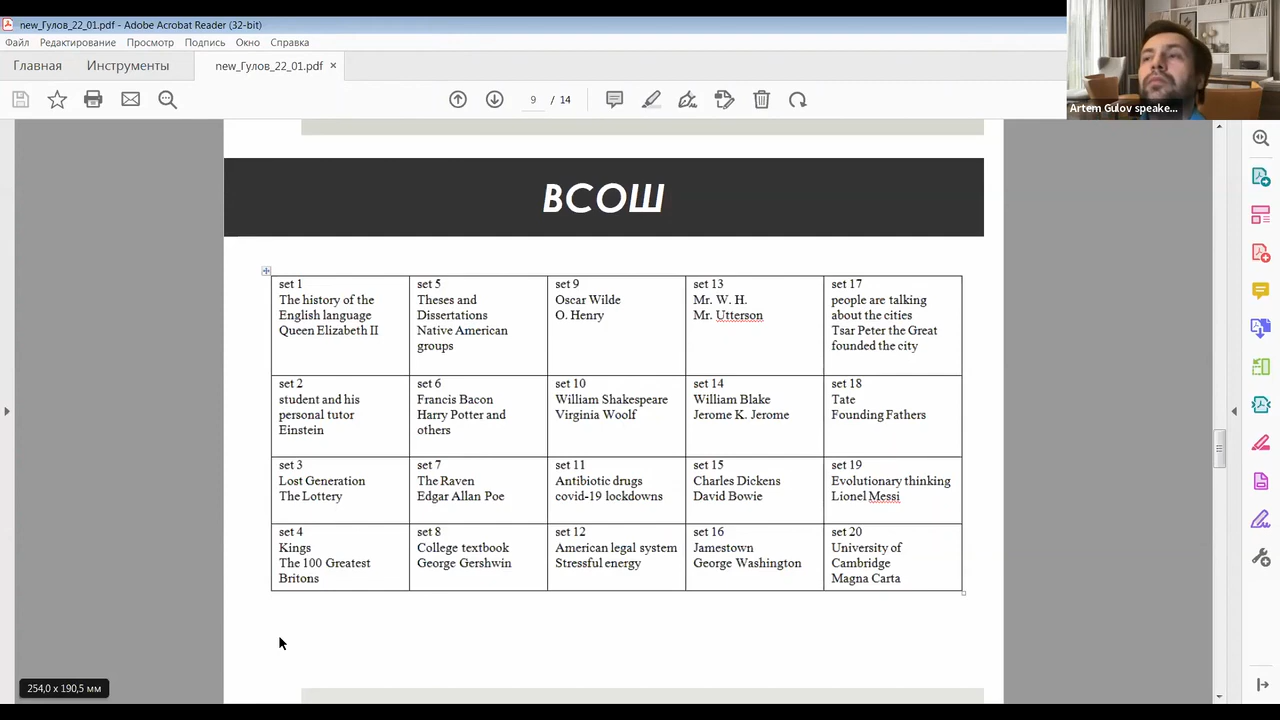 new_Гулов_22_01.pdf - Adobe Acrobat Reader (32-bit)
Файл Редактирование Просмотр Подпись Окно Справка
Главная Инструменты new_Гулов_22_01.pdf ×
9 / 14
Artem Gulov speake...
ВСОШ
set 1
The history of the
English language
Queen Elizabeth II
set 5
Theses and
Dissertations
Native American
groups
set 9
Oscar Wilde
O. Henry
set 13
Mr. W. H.
Mr. Utterson
set 17
people are talking
about the cities
Tsar Peter the Great
founded the city
set 2
student and his
personal tutor
Einstein
set 6
Francis Bacon
Harry Potter and
others
set 10
William Shakespeare
Virginia Woolf
set 14
William Blake
Jerome K. Jerome
set 18
Tate
Founding Fathers
set 3
Lost Generation
The Lottery
set 7
The Raven
Edgar Allan Poe
set 11
Antibiotic drugs
covid-19 lockdowns
set 15
Charles Dickens
David Bowie
set 19
Evolutionary thinking
Lionel Messi
set 4
Kings
The 100 Greatest
Britons
set 8
College textbook
George Gershwin
set 12
American legal system
Stressful energy
set 16
Jamestown
George Washington
set 20
University of
Cambridge
Magna Carta
254,0 x 190,5 мм